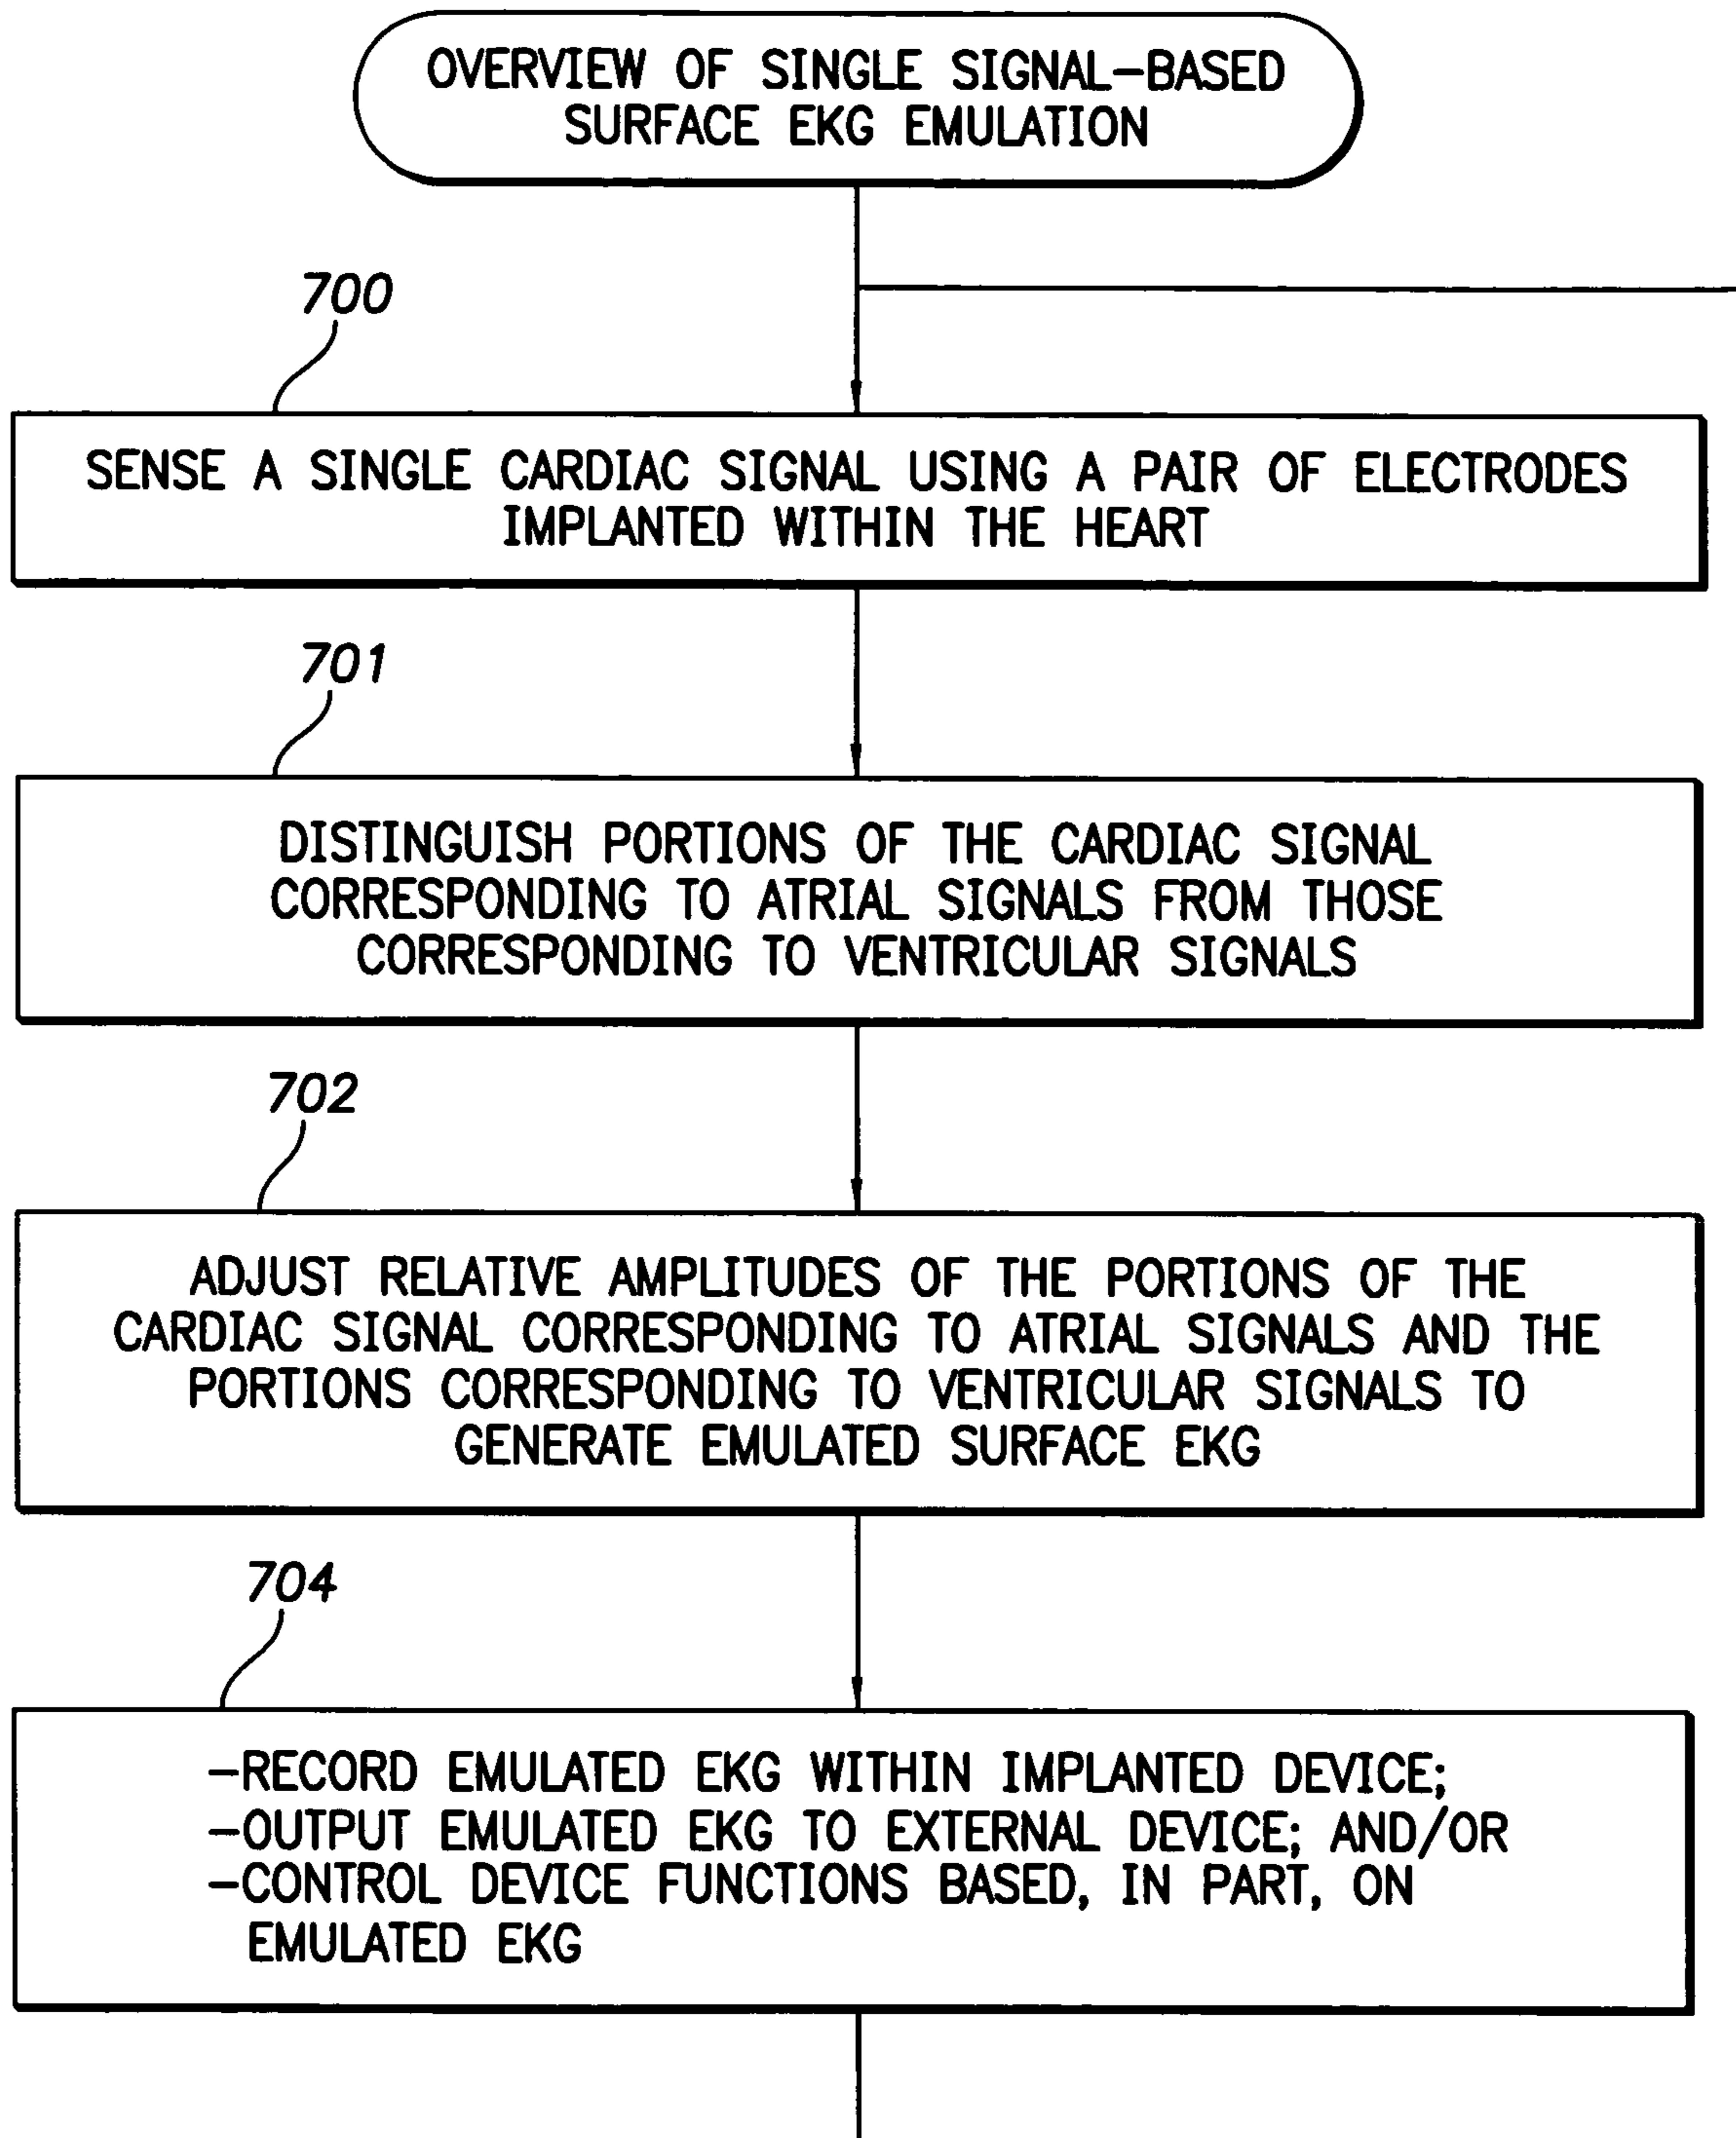 OVERVIEW OF SINGLE SIGNAL-BASED
SURFACE EKG EMULATION
700
SENSE A SINGLE CARDIAC SIGNAL USING A PAIR OF ELECTRODES
IMPLANTED WITHIN THE HEART
701
DISTINGUISH PORTIONS OF THE CARDIAC SIGNAL
CORRESPONDING TO ATRIAL SIGNALS FROM THOSE
CORRESPONDING TO VENTRICULAR SIGNALS
702
ADJUST RELATIVE AMPLITUDES OF THE PORTIONS OF THE
CARDIAC SIGNAL CORRESPONDING TO ATRIAL SIGNALS AND THE
PORTIONS CORRESPONDING TO VENTRICULAR SIGNALS TO
GENERATE EMULATED SURFACE EKG
704
-RECORD EMULATED EKG WITHIN IMPLANTED DEVICE;
-OUTPUT EMULATED EKG TO EXTERNAL DEVICE; AND/OR
-CONTROL DEVICE FUNCTIONS BASED, IN PART, ON
EMULATED EKG